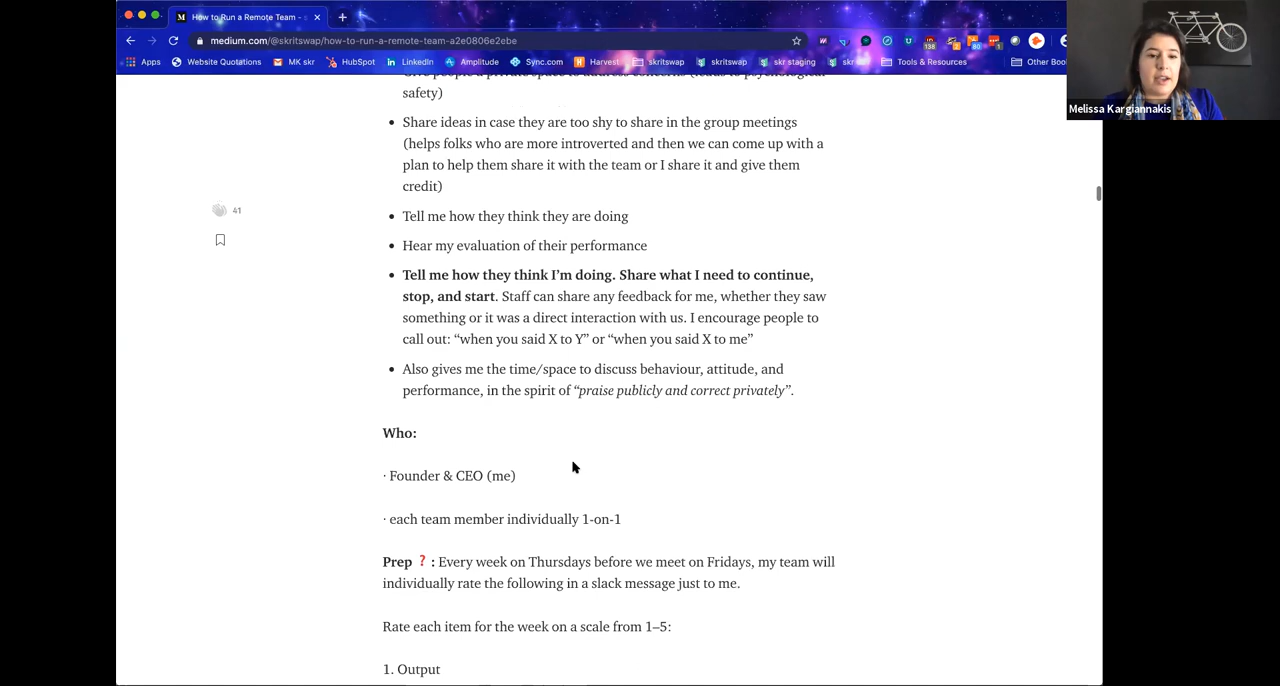 M How to Run a Remote Team -
medium.com/@skritswap/how-to-run-a-remote-team-a2e0806e2ebe
138
80
1
Apps Website Quotations MK skr HubSpot LinkedIn Amplitude Sync.com Harvest skritswap skritswap skr staging Tools & Resources
Melissa Kargiannakis
safety)
• Share ideas in case they are too shy to share in the group meetings
(helps folks who are more introverted and then we can come up with a
plan to help them share it with the team or I share it and give them
credit)
41
• Tell me how they think they are doing
• Hear my evaluation of their performance
• Tell me how they think I’m doing. Share what I need to continue,
stop, and start. Staff can share any feedback for me, whether they saw
something or it was a direct interaction with us. I encourage people to
call out: “when you said X to Y” or “when you said X to me”
• Also gives me the time/space to discuss behaviour, attitude, and
performance, in the spirit of “praise publicly and correct privately”.
Who:
· Founder & CEO (me)
· each team member individually 1-on-1
Prep ❓ : Every week on Thursdays before we meet on Fridays, my team will
individually rate the following in a slack message just to me.
Rate each item for the week on a scale from 1–5:
1. Output